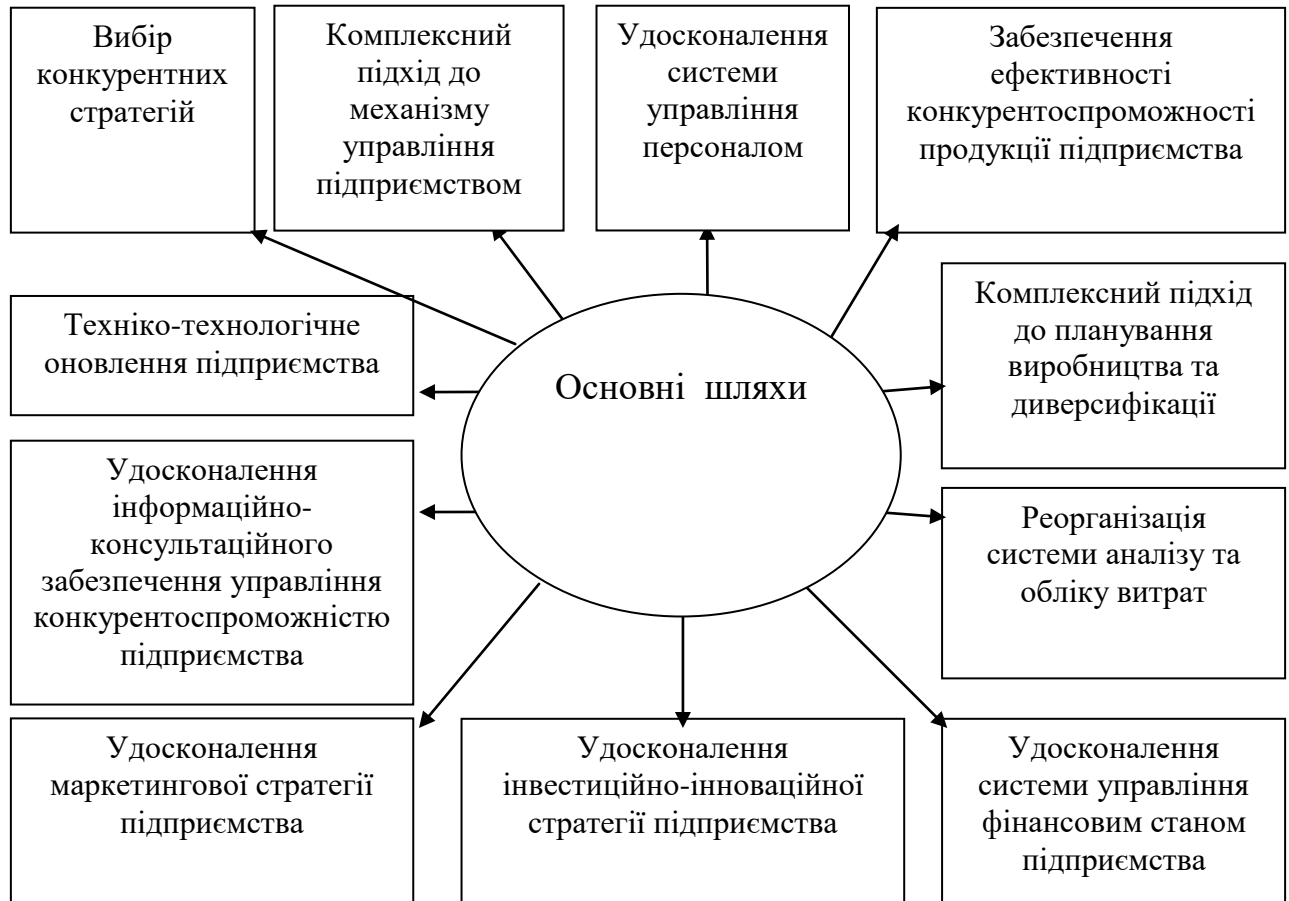 Вибір
конкурентних
стратегій
Комплексний
підхід до
механізму
управління
підприємством
Удосконалення
системи
управління
персоналом
Забезпечення
ефективності
конкурентоспроможності
продукції підприємства
Техніко-технологічне
оновлення підприємства
Основні шляхи
Комплексний підхід
до планування
виробництва та
диверсифікації
Удосконалення
інформаційно-
консультаційного
забезпечення управління
конкурентоспроможністю
підприємства
Реорганізація
системи аналізу та
обліку витрат
Удосконалення
маркетингової стратегії
підприємства
Удосконалення
інвестиційно-інноваційної
стратегії підприємства
Удосконалення
системи управління
фінансовим станом
підприємства